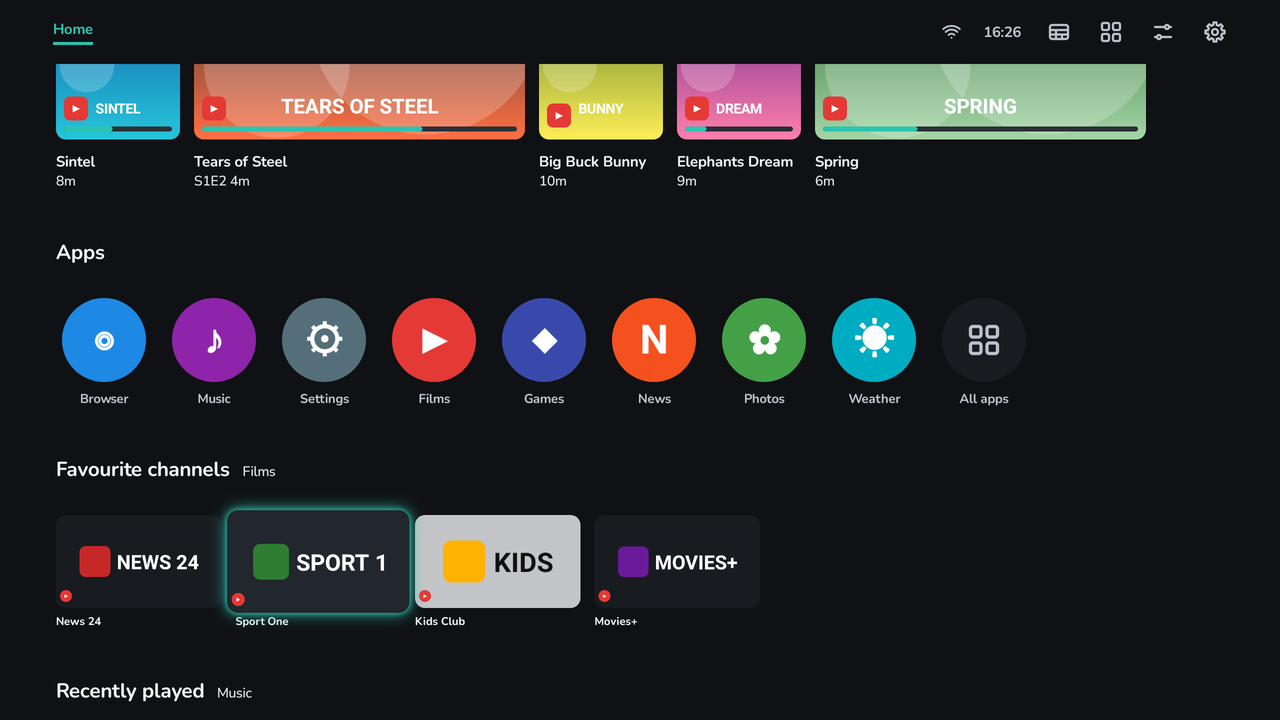 Home
16:26
SINTEL
TEARS OF STEEL
BUNNY
DREAM
SPRING
Sintel
Tears of Steel
Big Buck Bunny
Elephants Dream
Spring
8m
S1E2 4m
10m
9m
6m
Apps
N
Browser
Music
Settings
Films
Games
News
Photos
Weather
All apps
Favourite channels Films
NEWS 24
SPORT 1
KIDS
MOVIES+
News 24
Sport One
Kids Club
Movies+
Recently played Music